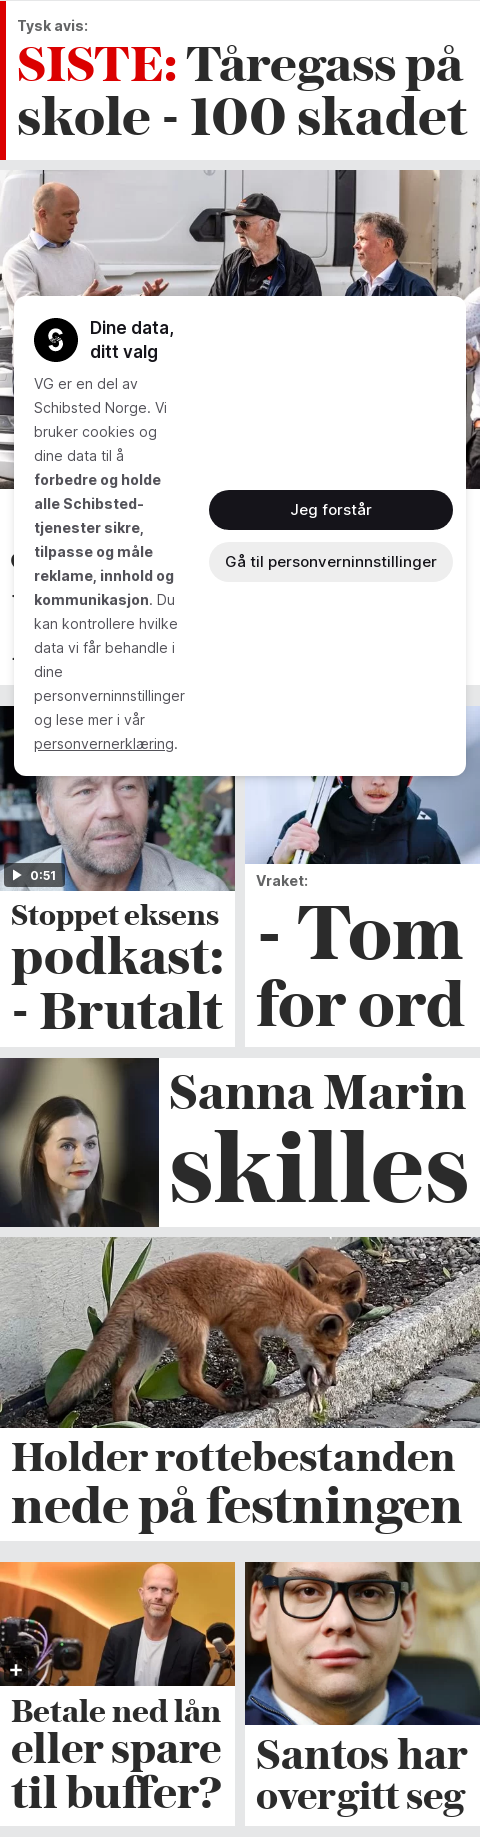 Tysk avis:
SISTE: Tåregass på
skole - 100 skadet
Dine data,
ditt valg
VG er en del av
Schibsted Norge. Vi
bruker cookies og
dine data til å
forbedre og holde
alle Schibsted-
tjenester sikre,
tilpasse og måle
reklame, innhold og
kommunikasjon. Du
kan kontrollere hvilke
data vi får behandle i
dine
personverninnstillinger
og lese mer i vår
personvernerklæring.
Jeg forstår
Gå til personverninnstillinger
0:51
Stoppet eksens
podkast:
- Brutalt
Vraket:
- Tom
for ord
Sanna Marin
skilles
Holder rottebestanden
nede på festningen
Betale ned lån
eller spare
til buffer?
Santos har
overgitt seg